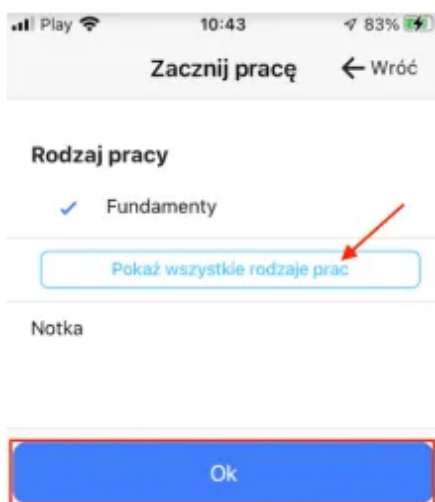 Play 10:43 83%
Zacznij pracę ← Wróć
Rodzaj pracy
Fundamenty
Pokaż wszystkie rodzaje prac
Notka
Ok